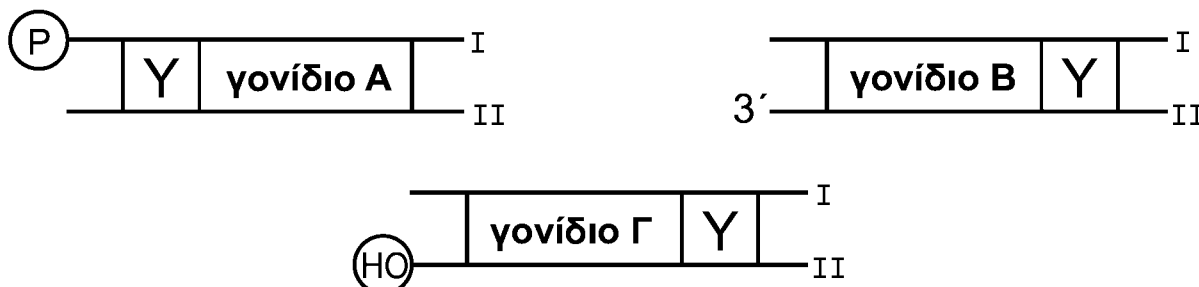 P I I
Υ γονίδιο Α γονίδιο Β Υ
II 3´ II
I
γονίδιο Γ Υ
HO II